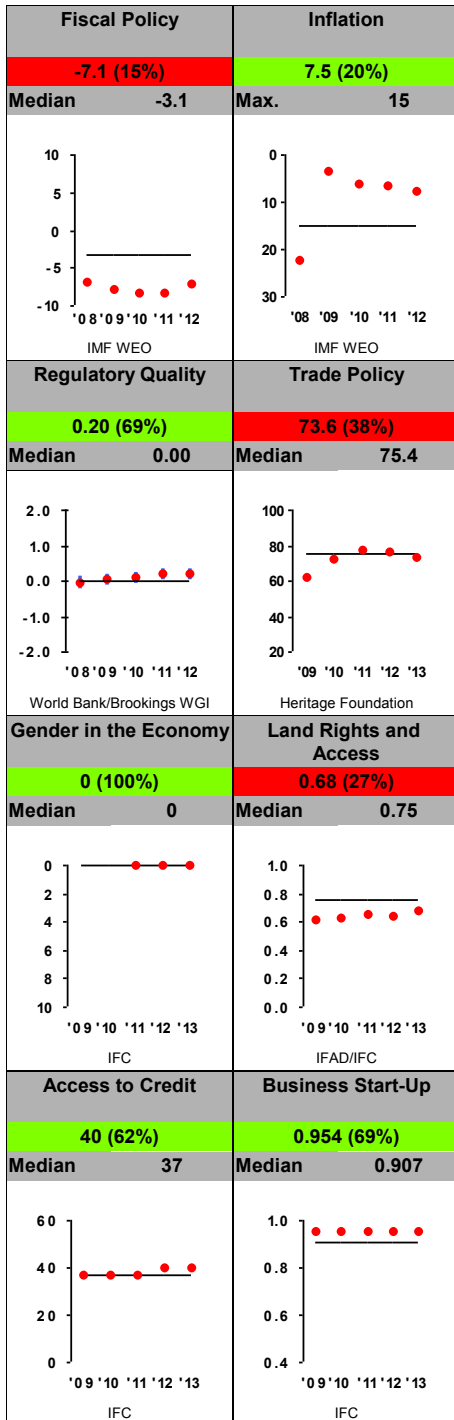 Fiscal Policy
-7.1 (15%)
Median -3.1
10
5
0
-5
-10
'08 '09 '10 '11 '12
IMF WEO
Inflation
7.5 (20%)
Max. 15
0
10
20
30
'08 '09 '10 '11 '12
IMF WEO
Regulatory Quality
0.20 (69%)
Median 0.00
2.0
1.0
0.0
-1.0
-2.0
'08 '09 '10 '11 '12
World Bank/Brookings WGI
Trade Policy
73.6 (38%)
Median 75.4
100
80
60
40
20
'09 '10 '11 '12 '13
Heritage Foundation
Gender in the Economy
0 (100%)
Median 0
0
2
4
6
8
10
'09 '10 '11 '12 '13
IFC
Land Rights and
Access
0.68 (27%)
Median 0.75
1.0
0.8
0.6
0.4
0.2
0.0
'09 '10 '11 '12 '13
IFAD/IFC
Access to Credit
40 (62%)
Median 37
60
40
20
0
'09 '10 '11 '12 '13
IFC
Business Start-Up
0.954 (69%)
Median 0.907
1.0
0.8
0.6
0.4
'09 '10 '11 '12 '13
IFC